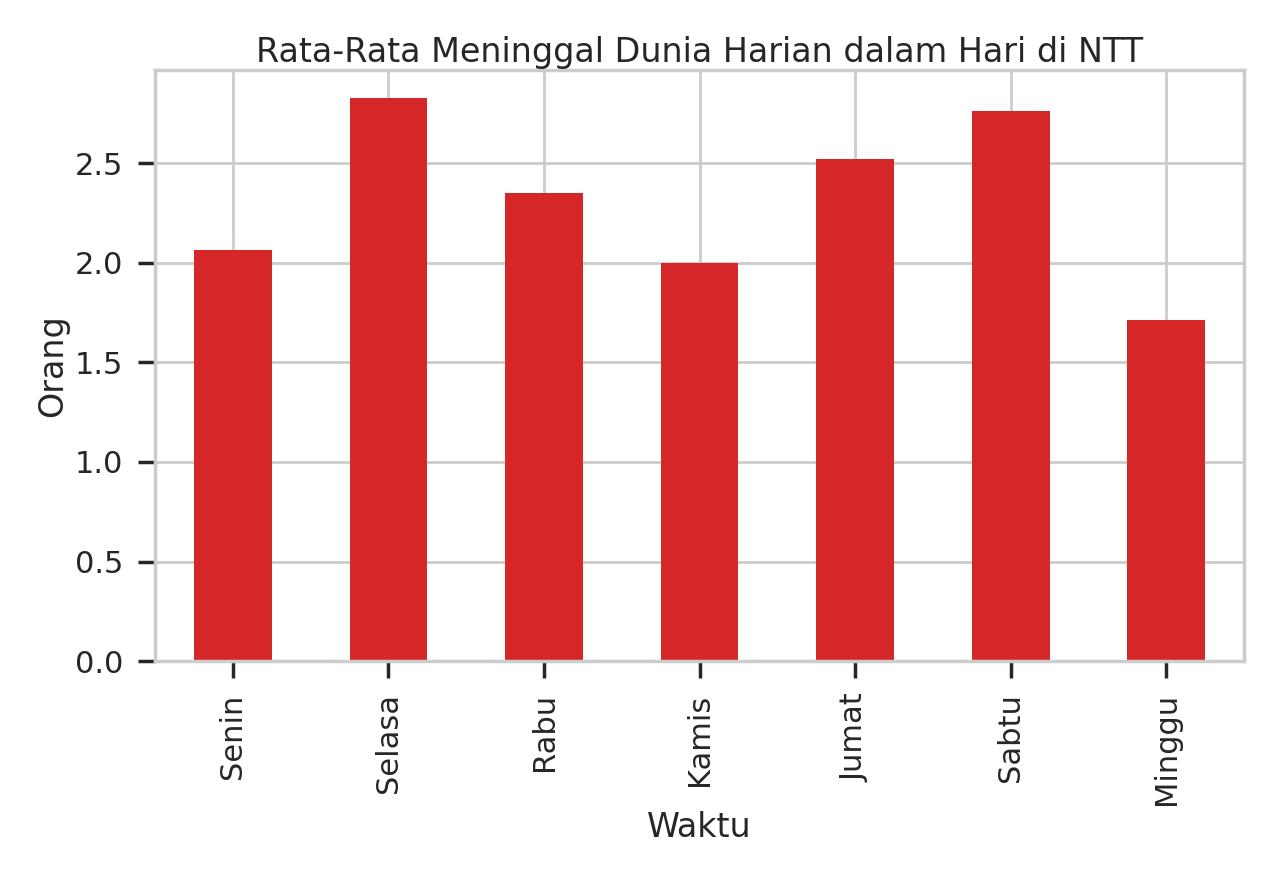 Rata-Rata Meninggal Dunia Harian dalam Hari di NTT
Orang
2.5
2.0
1.5
1.0
0.5
0.0
Senin
Selasa
Rabu
Kamis
Jumat
Sabtu
Minggu
Waktu